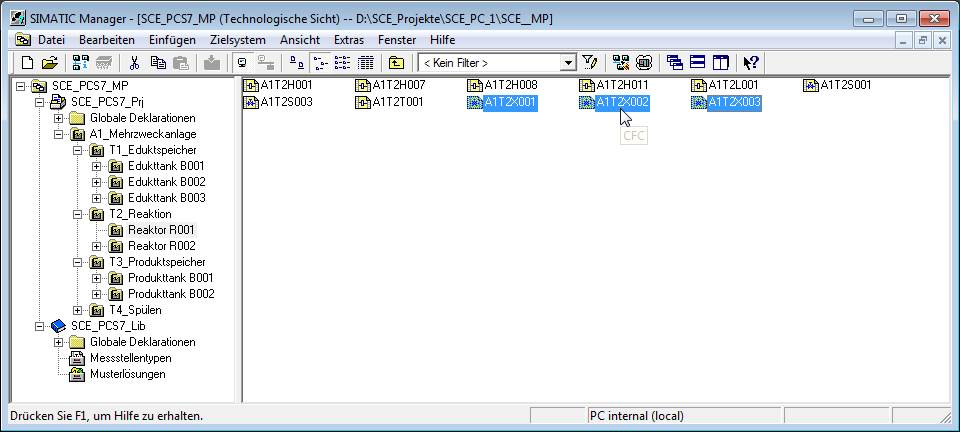 SIMATIC Manager - [SCE_PCS7_MP (Technologische Sicht) -- D:\SCE_Projekte\SCE_PC_1\SCE__MP]
Datei Bearbeiten Einfügen Zielsystem Ansicht Extras Fenster Hilfe
< Kein Filter >
SCE_PCS7_MP
SCE_PCS7_Prj
Globale Deklarationen
A1_Mehrzweckanlage
T1_Eduktspeicher
Edukttank B001
Edukttank B002
Edukttank B003
T2_Reaktion
Reaktor R001
Reaktor R002
T3_Produktspeicher
Produkttank B001
Produkttank B002
T4_Spülen
SCE_PCS7_Lib
Globale Deklarationen
Messstellentypen
Musterlösungen
A1T2H001 A1T2H007 A1T2H008 A1T2H011 A1T2L001 A1T2S001
A1T2S003 A1T2T001 A1T2X001 A1T2X002 A1T2X003
CFC
Drücken Sie F1, um Hilfe zu erhalten. PC internal (local)